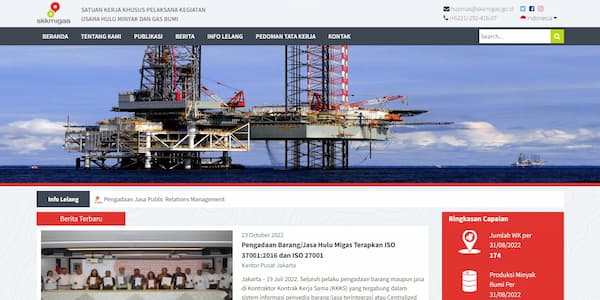 skkmigas
SATUAN KERJA KHUSUS PELAKSANA KEGIATAN
USAHA HULU MINYAK DAN GAS BUMI
hupmas@skkmigas.go.id
(+6221) 292-410-07
Indonesia
BERANDA TENTANG KAMI PUBLIKASI BERITA INFO LELANG PEDOMAN TATA KERJA KONTAK
Search...
Info Lelang Pengadaan Jasa Public Relations Management
Berita Terbaru
23 October 2022
Pengadaan Barang/Jasa Hulu Migas Terapkan ISO
37001:2016 dan ISO 27001
Kantor Pusat Jakarta
Jakarta – 19 Juli 2022. Seluruh pelaku pengadaan barang maupun jasa
di Kontraktor Kontrak Kerja Sama (KKKS) yang tergabung dalam
sistem informasi penyedia barang/jasa terintegrasi atau Centralized
Ringkasan Capaian
Jumlah WK per
31/08/2022
174
Produksi Minyak
Bumi Per
31/08/2022